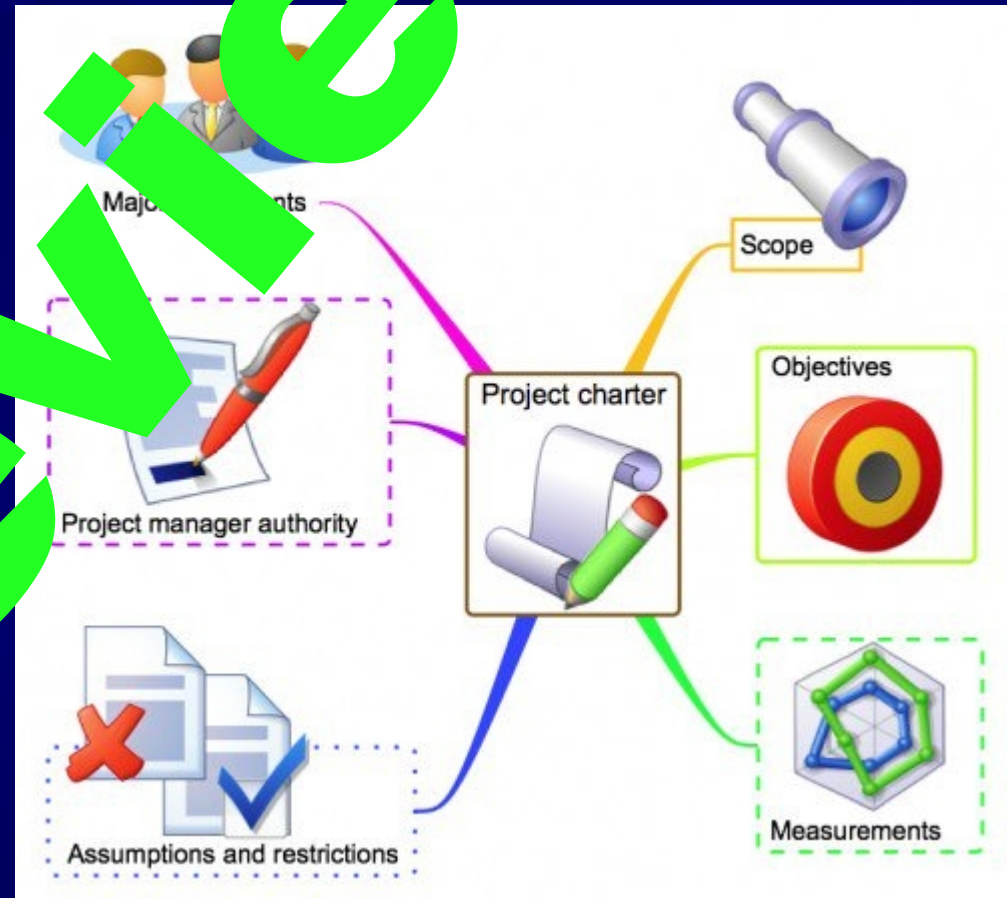 Scope
Objectives
Project charter
Project manager authority
Measurements
Assumptions and restrictions